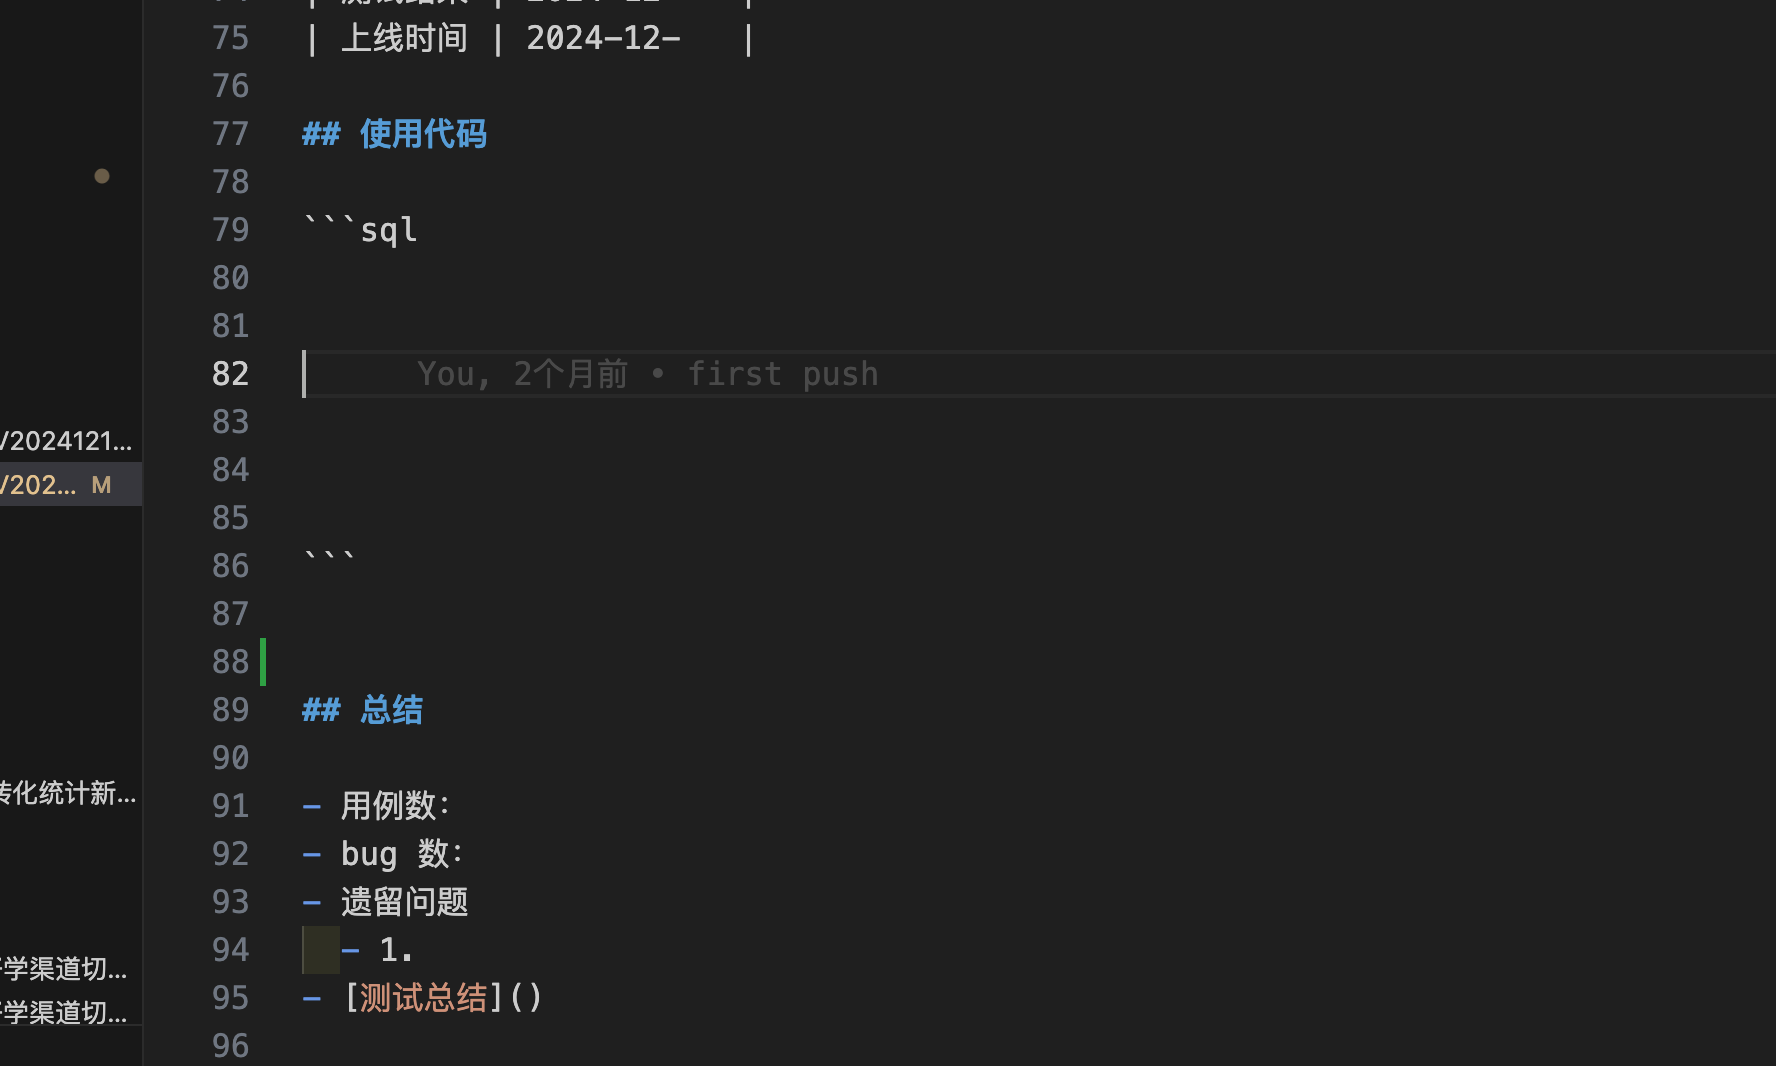 75 | 上线时间 | 2024-12- |
76
77 ## 使用代码
78
79 ```sql
80
81
82 You, 2个月前 • first push
83
/2024121...
84
/202... M
85
86 ```
87
88
89 ## 总结
90
转化统计新...
91 - 用例数:
92 - bug 数:
93 - 遗留问题
94 - 1.
学渠道切...
95 - [测试总结]()
学渠道切...
96